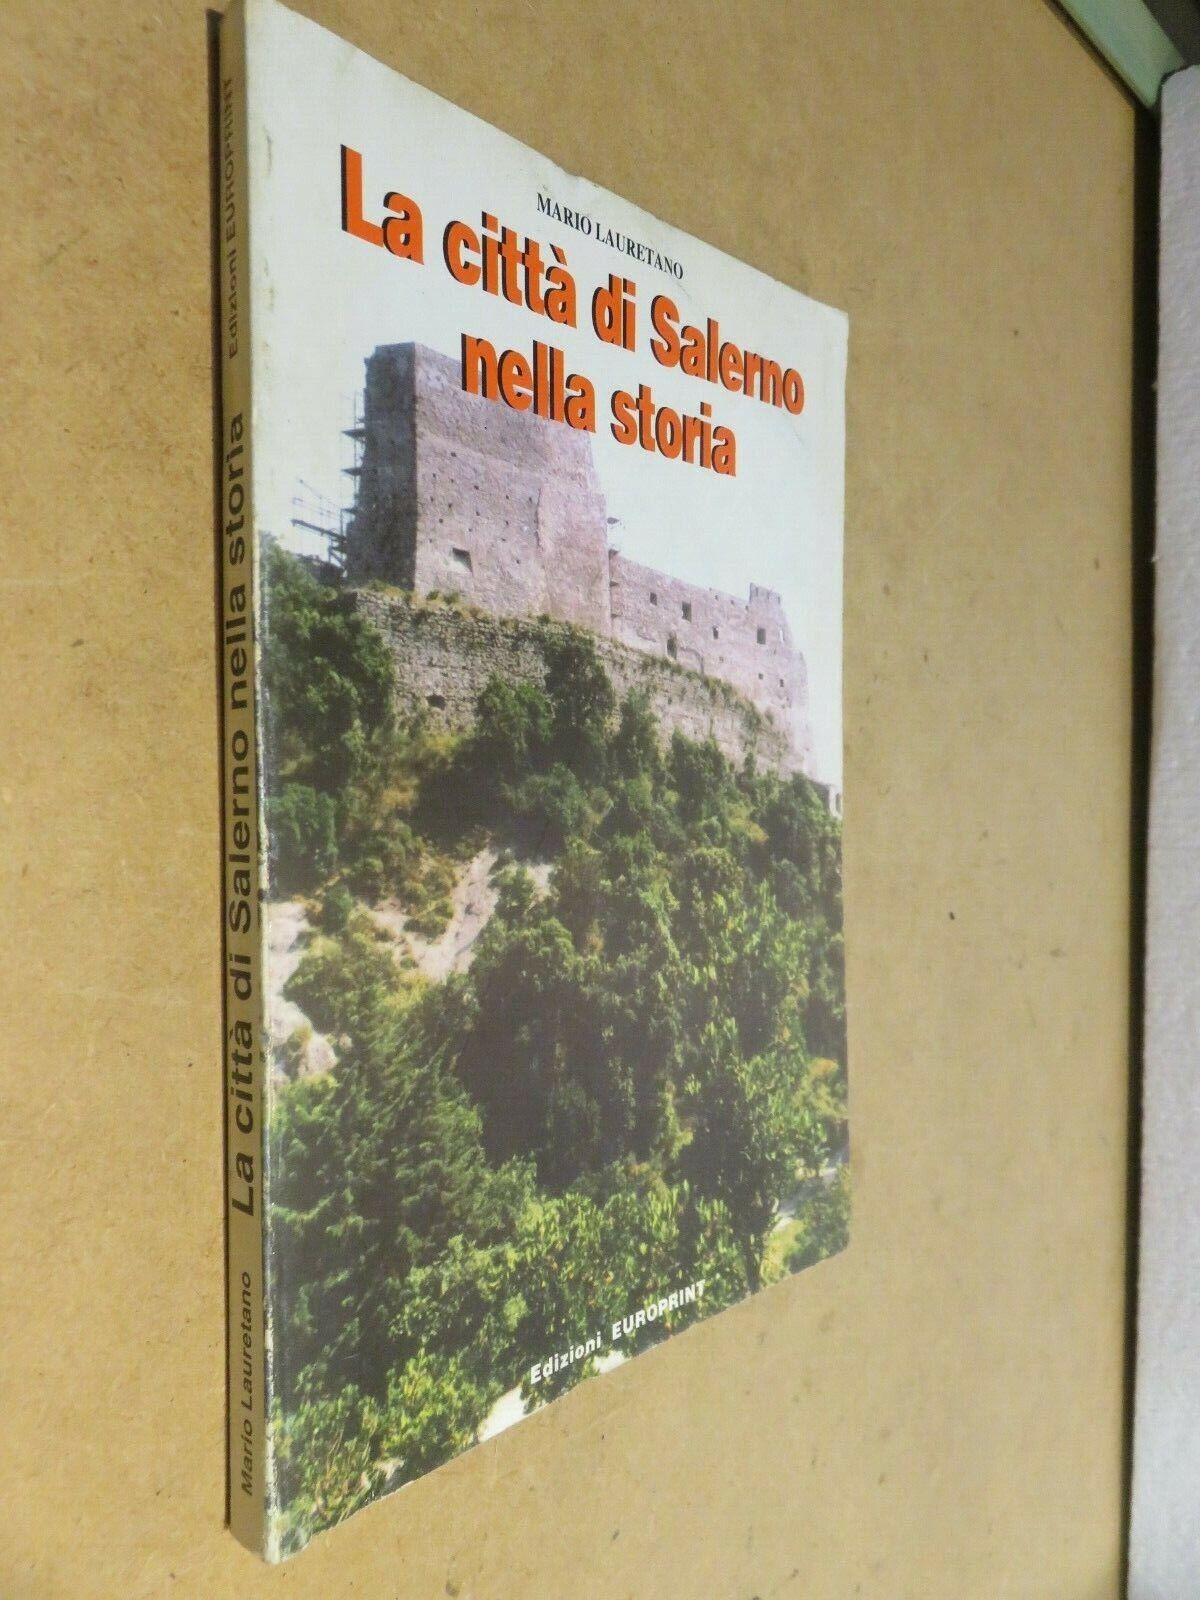 MARIO LAURETANO
La città di Salerno
nella storia
Edizioni EUROPRINT
Mario Lauretano La città di Salerno nella storia Edizioni EUROPRINT